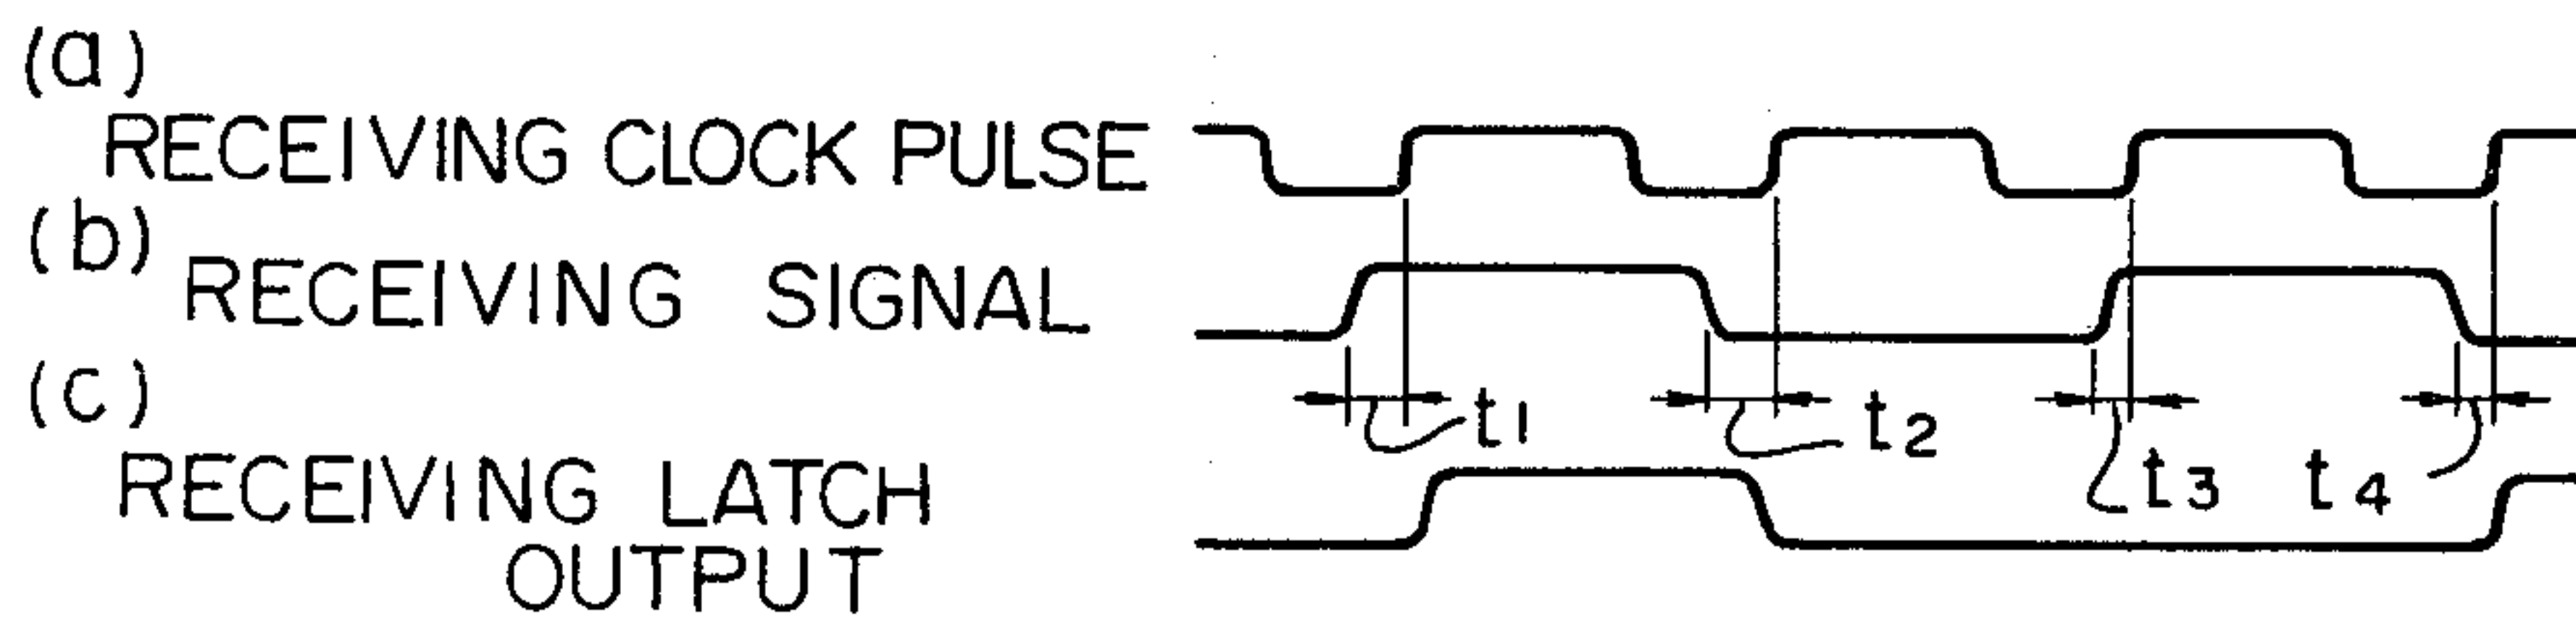 (a)
RECEIVING CLOCK PULSE
(b)
RECEIVING SIGNAL
(c)
t1
t2
t3
t4
RECEIVING LATCH
OUTPUT